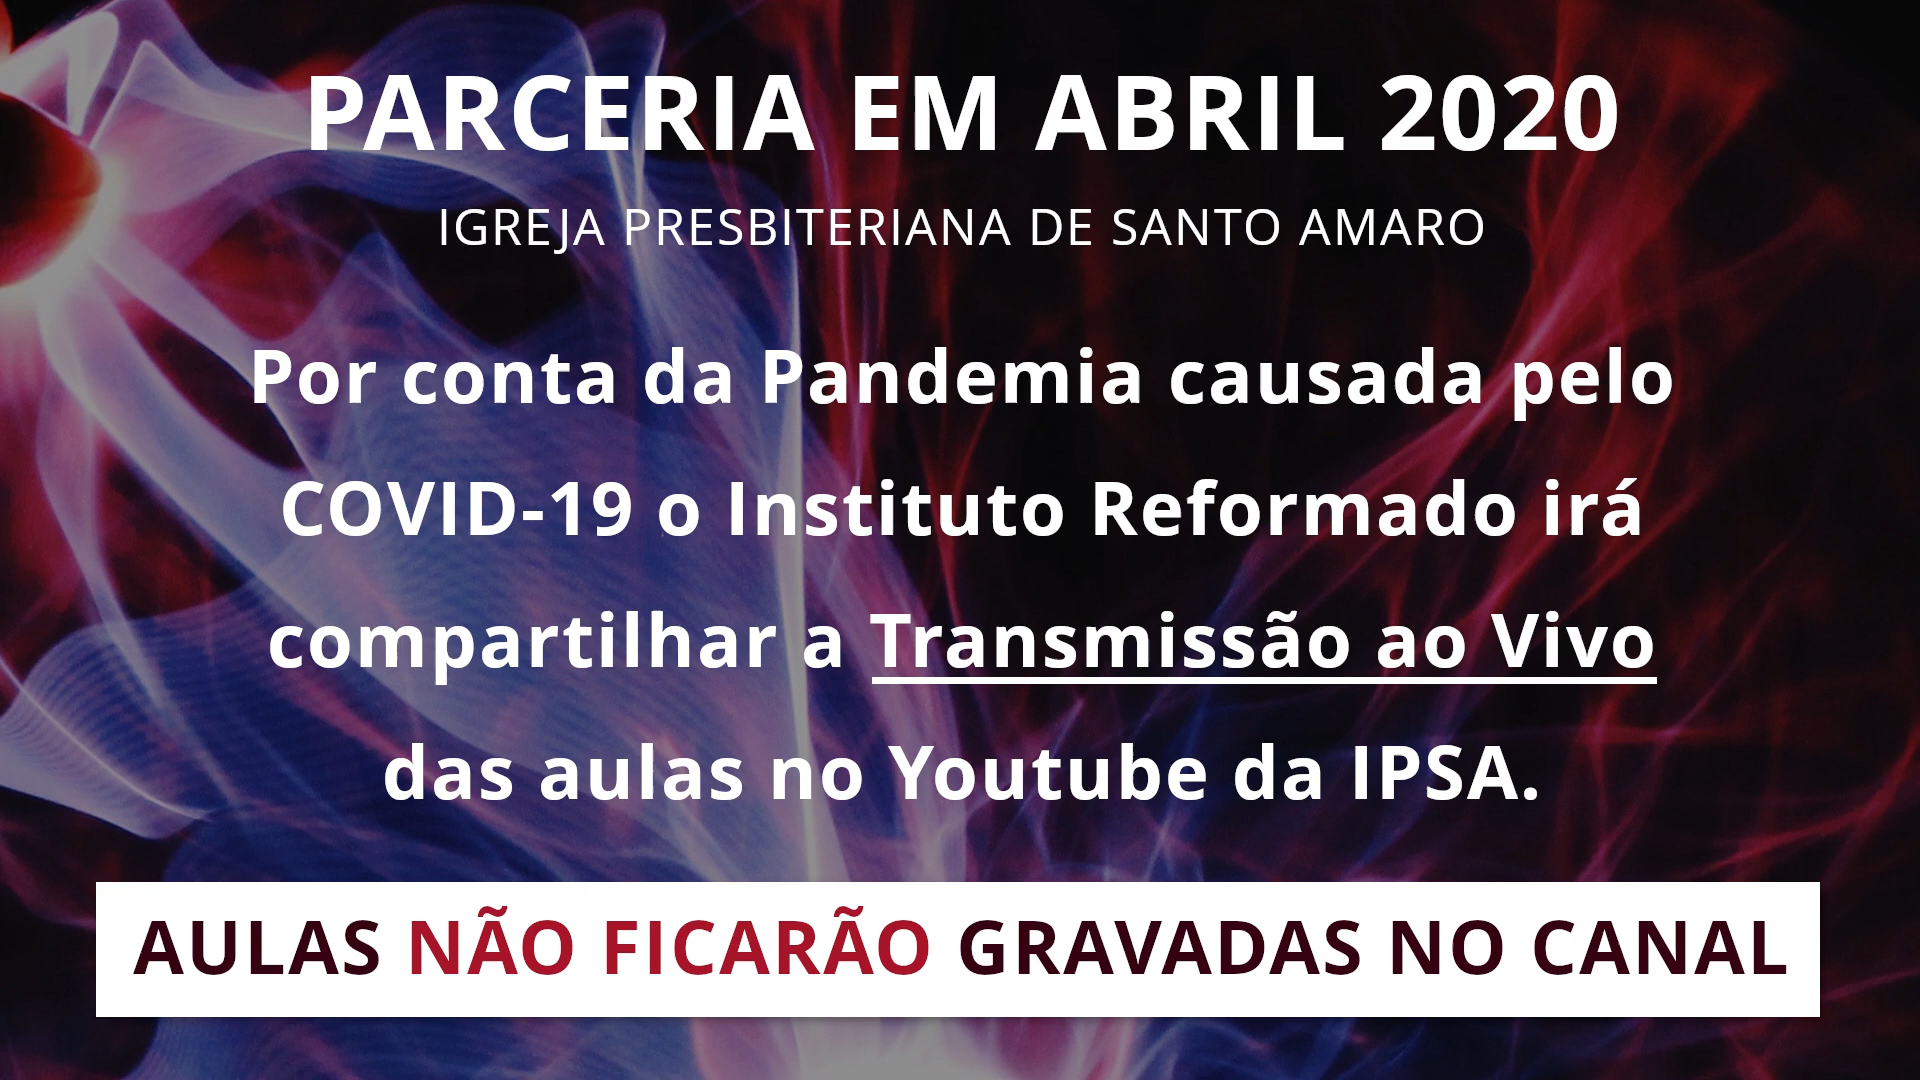 PARCERIA EM ABRIL 2020
IGREJA PRESBITERIANA DE SANTO AMARO
Por conta da Pandemia causada pelo
COVID-19 o Instituto Reformado irá
compartilhar a Transmissão ao Vivo
das aulas no Youtube da IPSA.
AULAS NÃO FICARÃO GRAVADAS NO CANAL